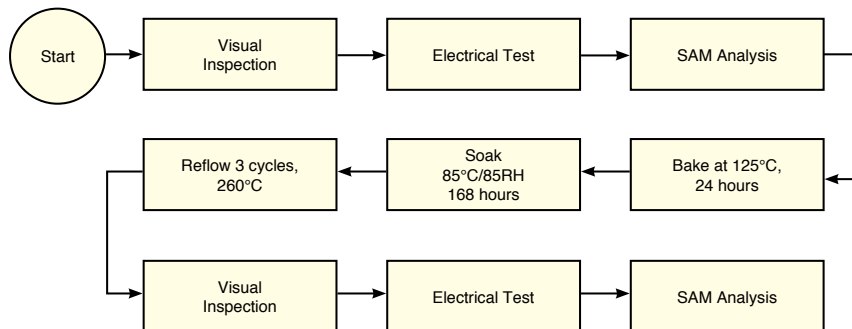 Start
Visual
Inspection
Electrical Test
SAM Analysis
Reflow 3 cycles,
260°C
Soak
85°C/85RH
168 hours
Bake at 125°C,
24 hours
Visual
Inspection
Electrical Test
SAM Analysis